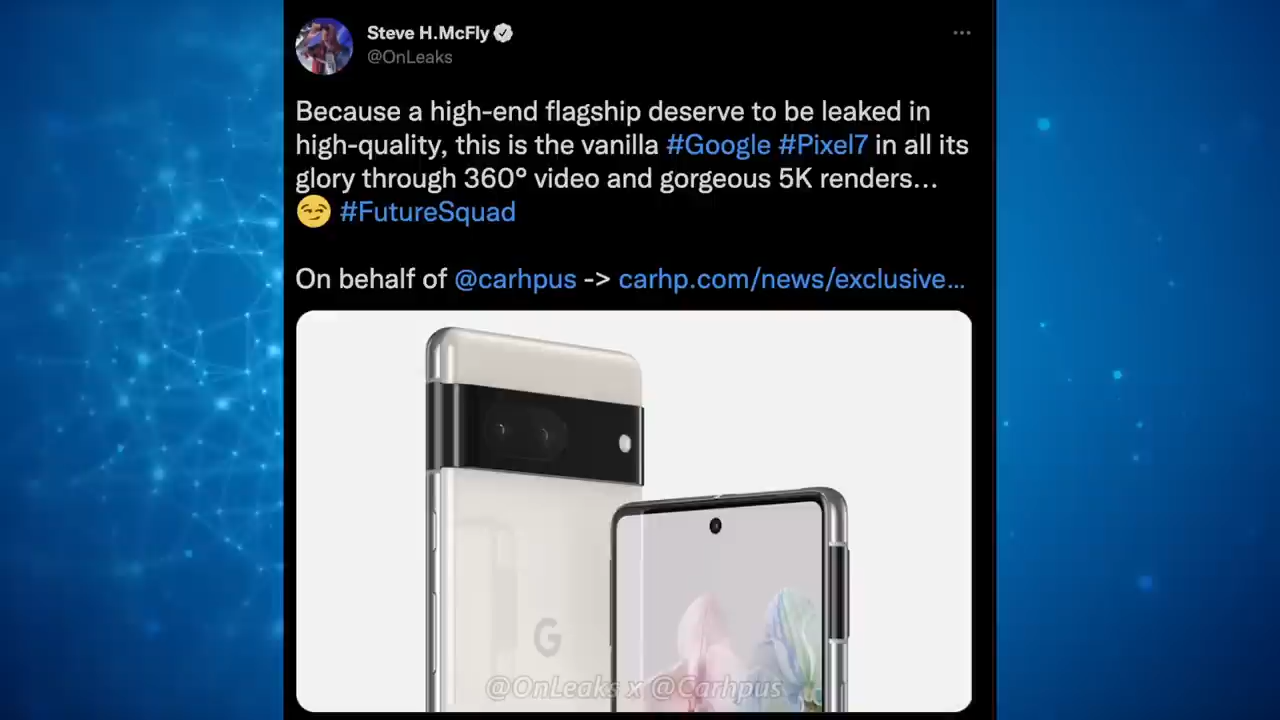 Steve H.McFly
@OnLeaks
Because a high-end flagship deserve to be leaked in
high-quality, this is the vanilla #Google #Pixel7 in all its
glory through 360° video and gorgeous 5K renders...
😏 #FutureSquad
On behalf of @carhpus -> carhp.com/news/exclusive...
G
@OnLeaks x @Carhpus